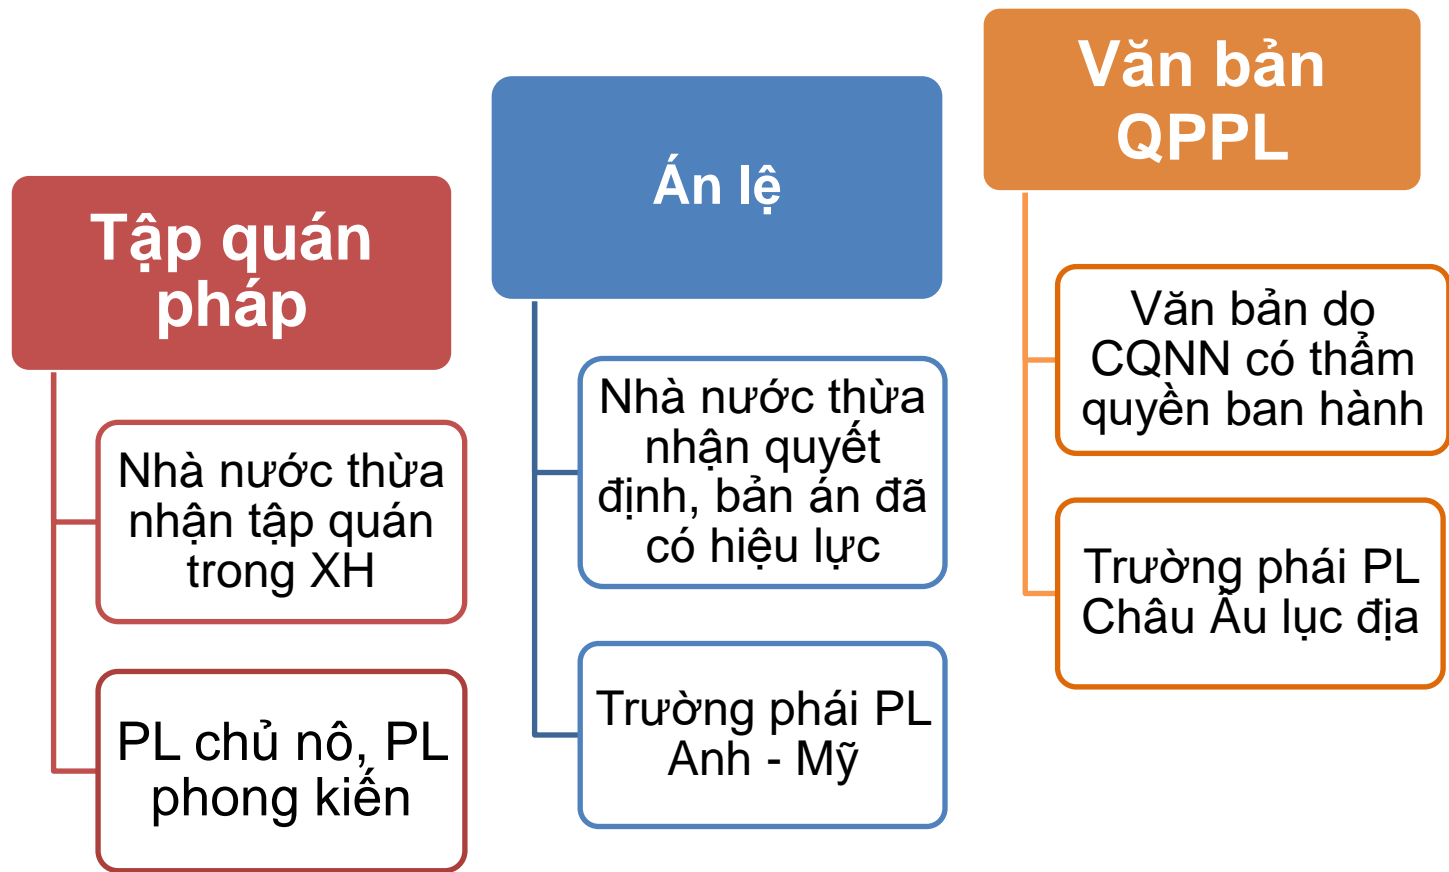 Tập quán
pháp
Nhà nước thừa
nhận tập quán
trong XH
PL chủ nô, PL
phong kiến
Án lệ
Nhà nước thừa
nhận quyết
định, bản án đã
có hiệu lực
Trường phái PL
Anh - Mỹ
Văn bản
QPPL
Văn bản do
CQNN có thẩm
quyền ban hành
Trường phái PL
Châu Âu lục địa